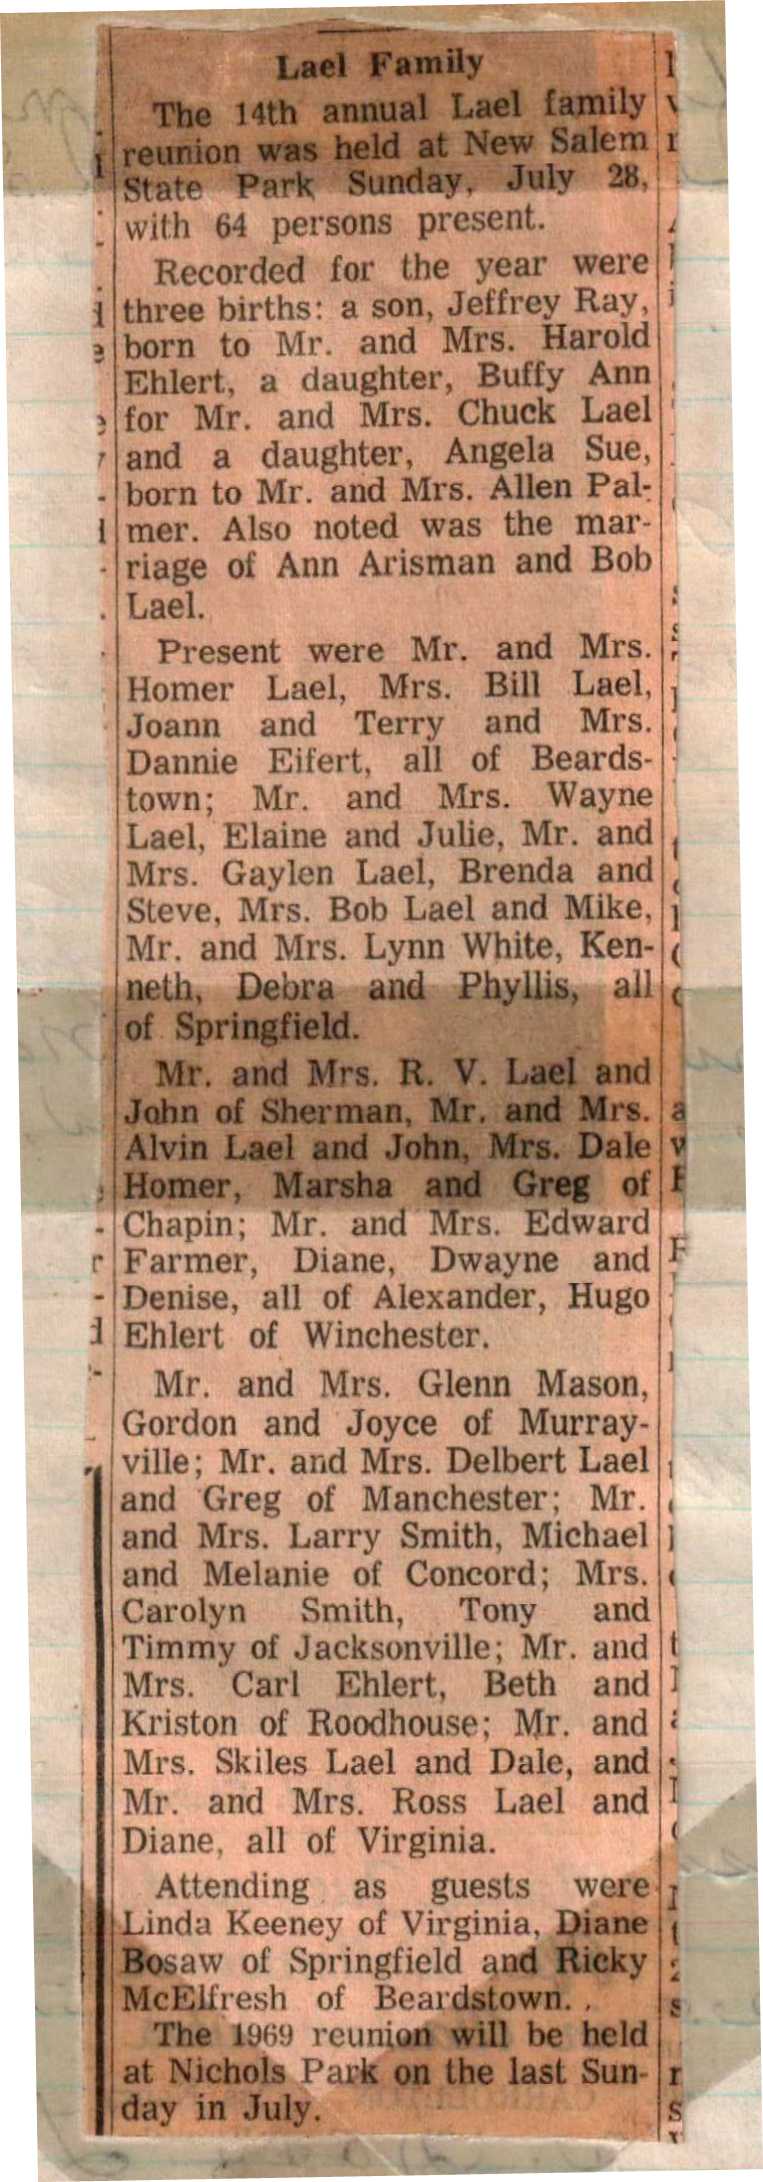 Lael Family
The 14th annual Lael family
reunion was held at New Salem
State Park Sunday, July 28,
with 64 persons present.
Recorded for the year were
three births: a son, Jeffrey Ray,
born to Mr. and Mrs. Harold
Ehlert, a daughter, Buffy Ann
for Mr. and Mrs. Chuck Lael
and a daughter, Angela Sue,
born to Mr. and Mrs. Allen Pal-
mer. Also noted was the mar-
riage of Ann Arisman and Bob
Lael.
Present were Mr. and Mrs.
Homer Lael, Mrs. Bill Lael,
Joann and Terry and Mrs.
Dannie Eifert, all of Beards-
town; Mr. and Mrs. Wayne
Lael, Elaine and Julie, Mr. and
Mrs. Gaylen Lael, Brenda and
Steve, Mrs. Bob Lael and Mike,
Mr. and Mrs. Lynn White, Ken-
neth, Debra and Phyllis, all
of Springfield.
Mr. and Mrs. R. V. Lael and
John of Sherman, Mr. and Mrs.
Alvin Lael and John, Mrs. Dale
Homer, Marsha and Greg of
Chapin; Mr. and Mrs. Edward
Farmer, Diane, Dwayne and
Denise, all of Alexander, Hugo
Ehlert of Winchester.
Mr. and Mrs. Glenn Mason,
Gordon and Joyce of Murray-
ville; Mr. and Mrs. Delbert Lael
and Greg of Manchester; Mr.
and Mrs. Larry Smith, Michael
and Melanie of Concord; Mrs.
Carolyn Smith, Tony and
Timmy of Jacksonville; Mr. and
Mrs. Carl Ehlert, Beth and
Kriston of Roodhouse; Mr. and
Mrs. Skiles Lael and Dale, and
Mr. and Mrs. Ross Lael and
Diane, all of Virginia.
Attending as guests were
Linda Keeney of Virginia, Diane
Bosaw of Springfield and Ricky
McElfresh of Beardstown.
The 1969 reunion will be held
at Nichols Park on the last Sun-
day in July.